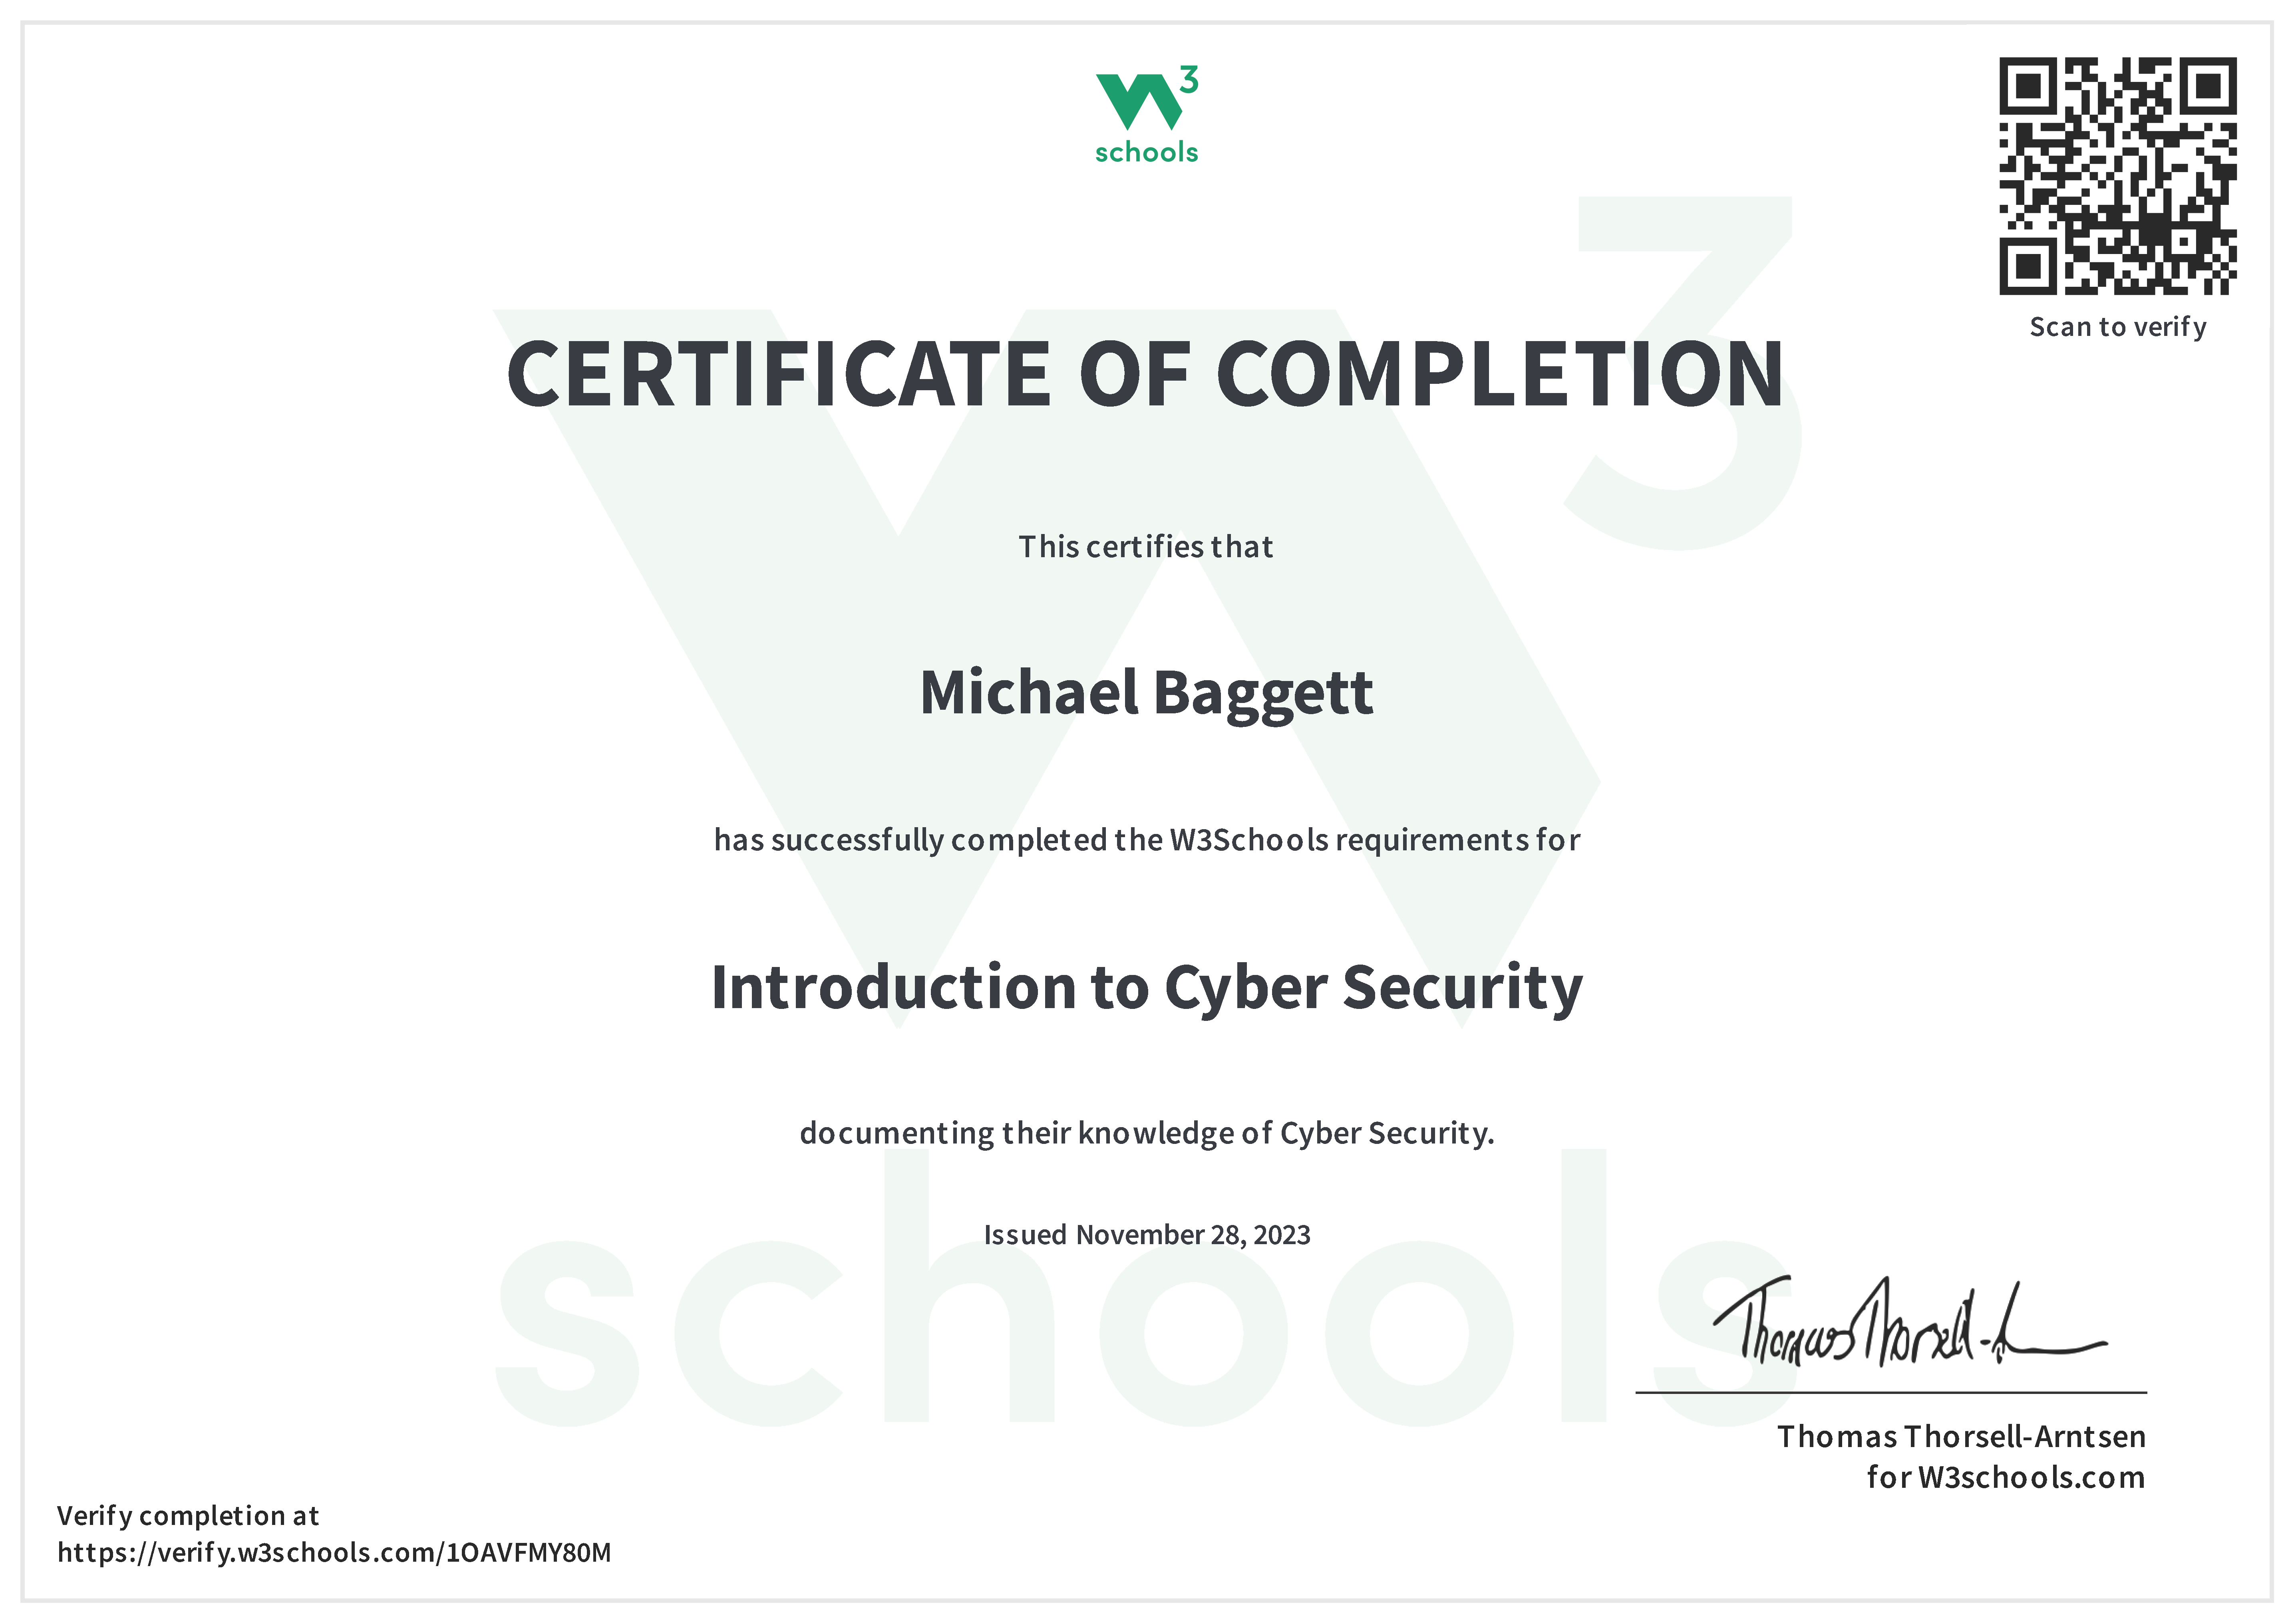 W3
schools
Scan to verify
CERTIFICATE OF COMPLETION
This certifies that
Michael Baggett
has successfully completed the W3Schools requirements for
Introduction to Cyber Security
documenting their knowledge of Cyber Security.
Issued November 28, 2023
Thomas Thorsell-A
Thomas Thorsell-Arntsen
for W3schools.com
Verify completion at
https://verify.w3schools.com/1OAVFMY80M
W3
schools